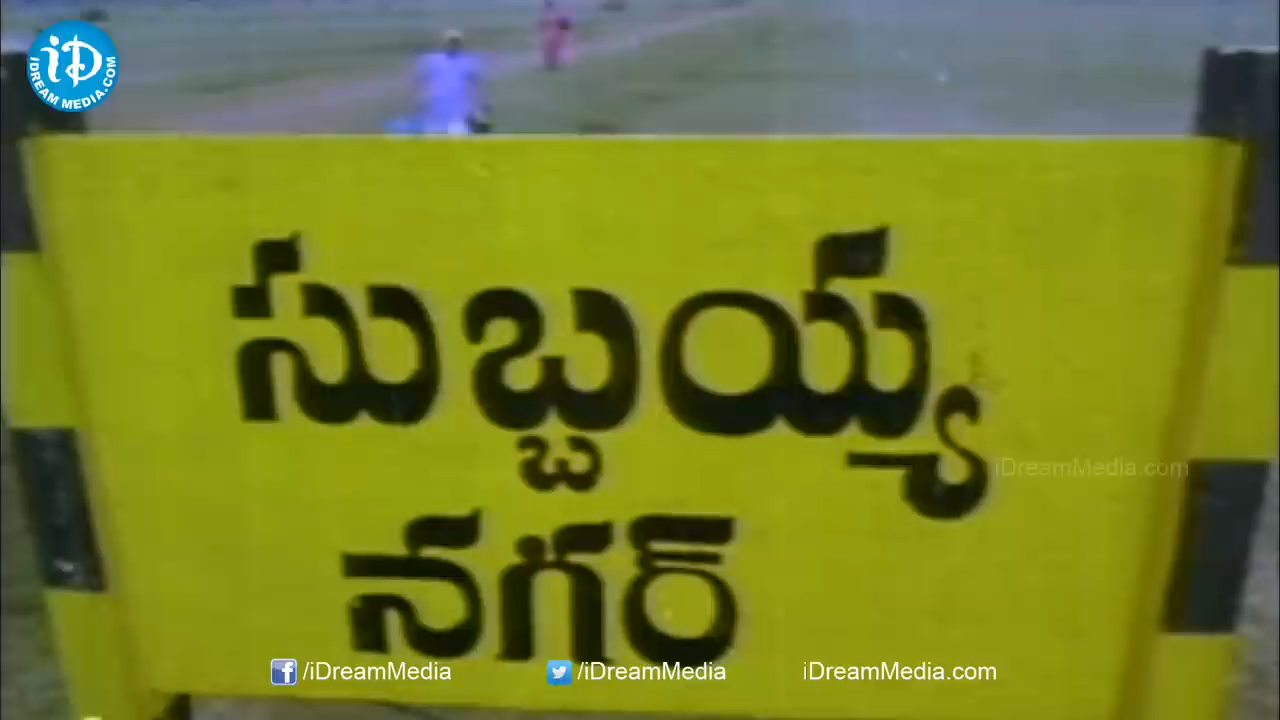 iD
iDREAM MEDIA.COM
సుబ్బయ్య
iDreamMedia.com
నగర్
/iDreamMedia /iDreamMedia iDreamMedia.com